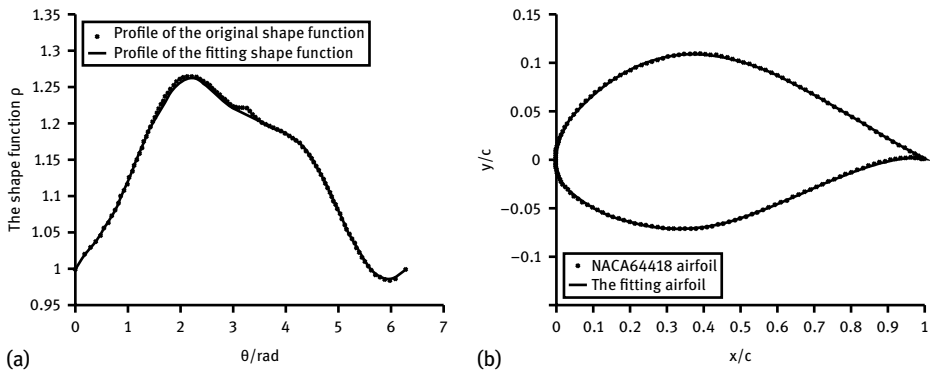 1.35
1.3
1.25
1.2
1.15
1.1
1.05
1
0.95
The shape function ρ
Profile of the original shape function
Profile of the fitting shape function
0 1 2 3 4 5 6 7
θ/rad
(a)
0.15
0.1
0.05
0
−0.05
−0.1
y/c
NACA64418 airfoil
The fitting airfoil
0 0.1 0.2 0.3 0.4 0.5 0.6 0.7 0.8 0.9 1
x/c
(b)